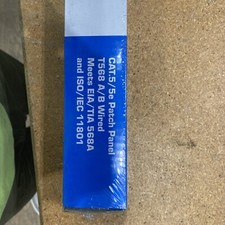 CAT.5/5e Patch Panel
T568 A/B Wired
Meets EIA/TIA 568A
and ISO/IEC 11801